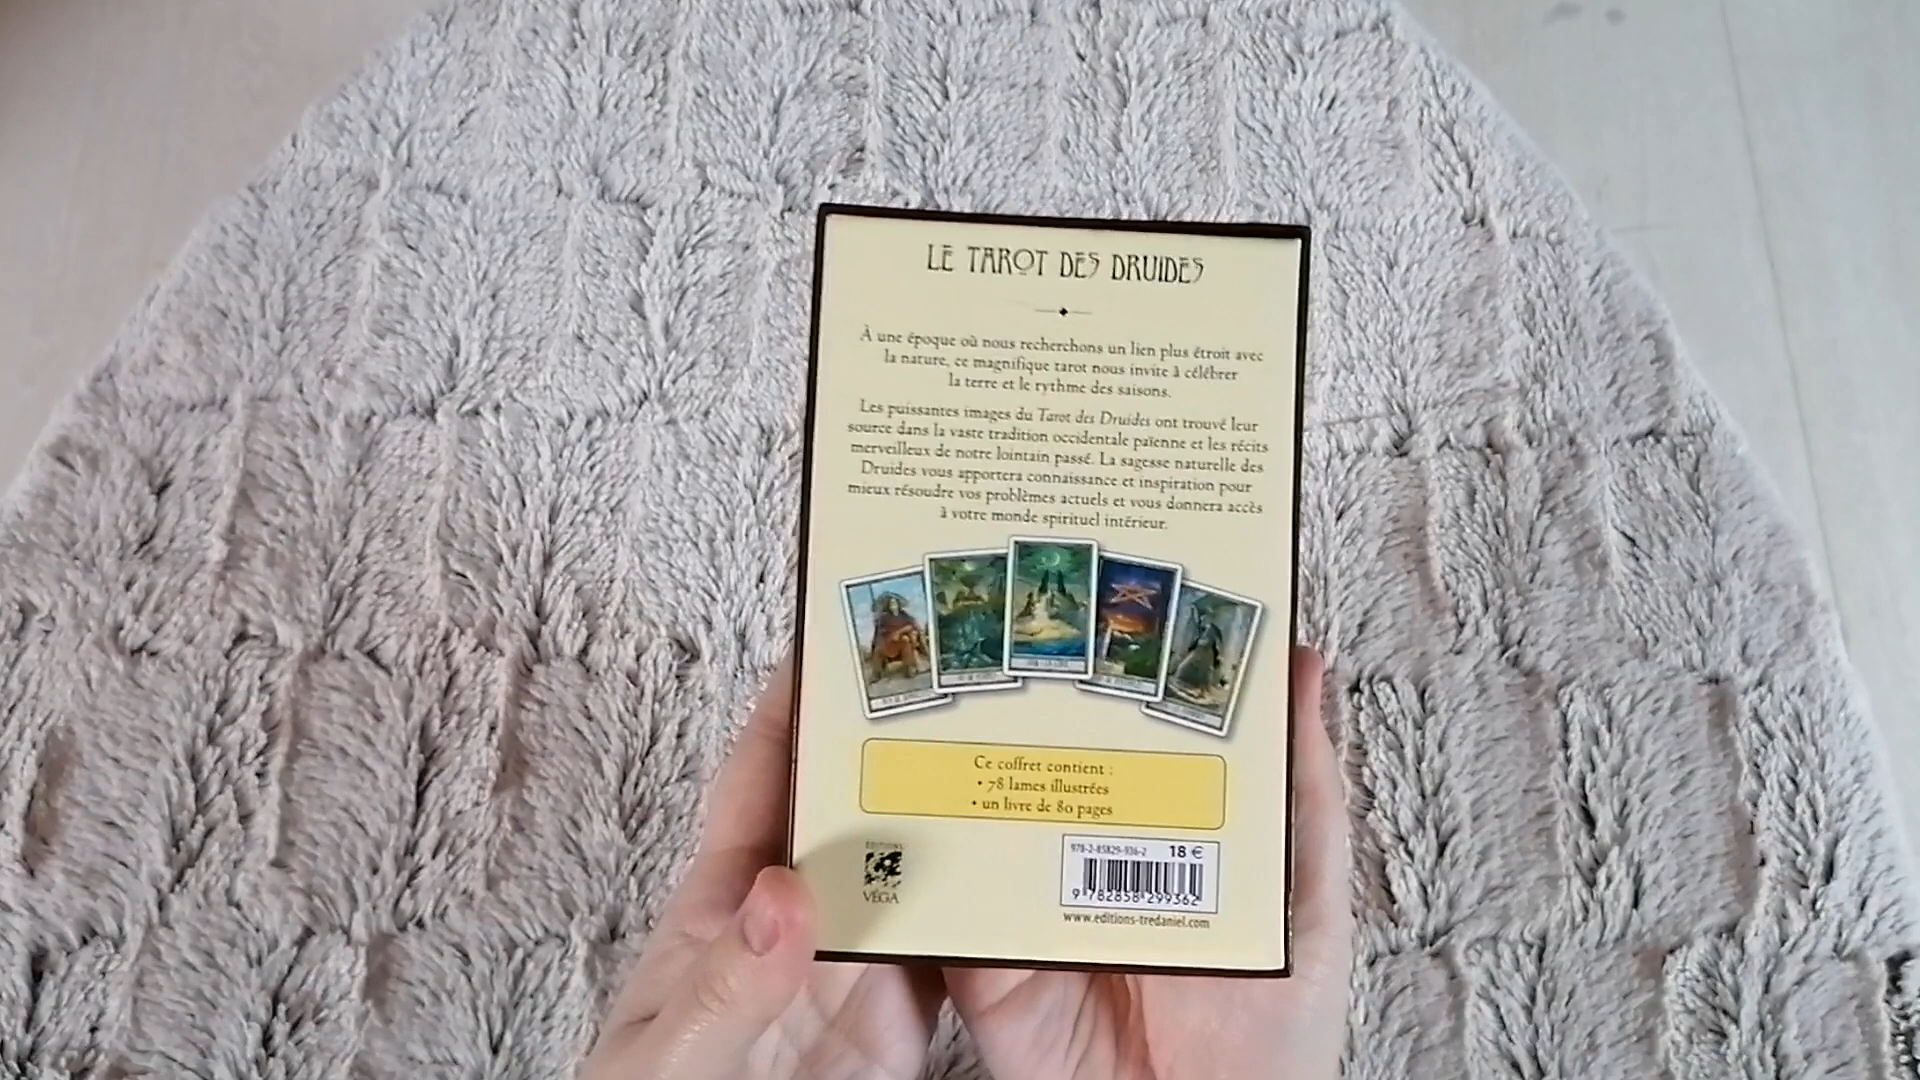 LE TAROT DES DRUIDES
À une époque où nous recherchons un lien plus étroit avec
la nature, ce magnifique tarot nous invite à célébrer
la terre et le rythme des saisons.
Les puissantes images du Tarot des Druides ont trouvé leur
source dans la vaste tradition occidentale païenne et les récits
merveilleux de notre lointain passé. La sagesse naturelle des
Druides vous apportera connaissance et inspiration pour
mieux résoudre vos problèmes actuels et vous donnera accès
à votre monde spirituel intérieur.
Ce coffret contient :
• 78 lames illustrées
• un livre de 80 pages
ÉDITIONS
VÉGA
978-2-85829-936-2 18 €
9 782858 299362
www.editions-tredaniel.com